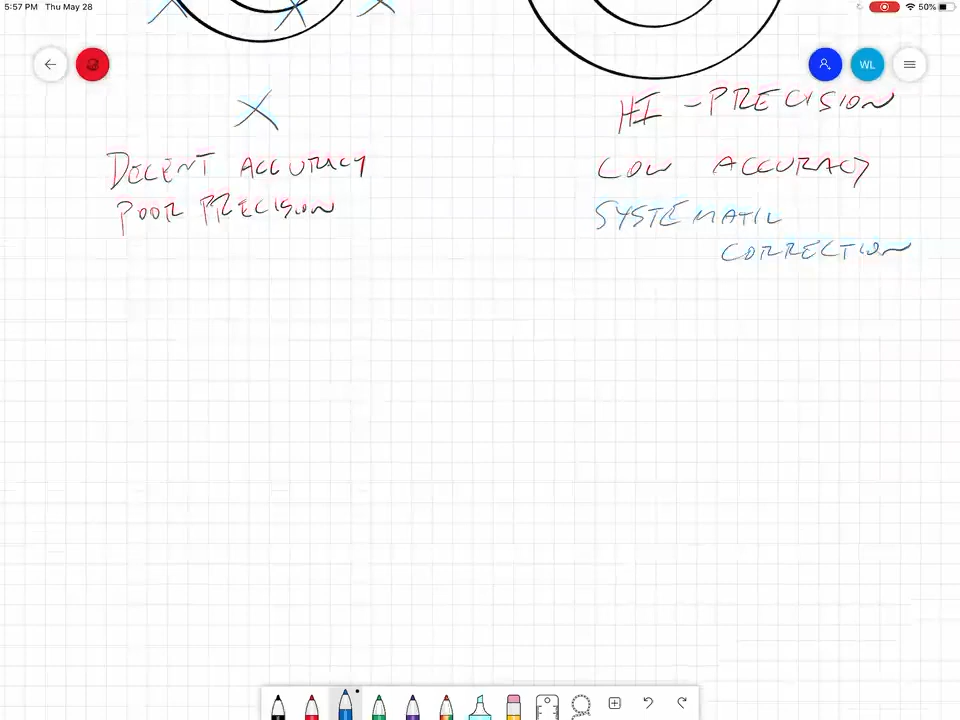 5:57 PM Thu May 28
50%
WL
HI - PRECISION
DECENT ACCURACY
LOW ACCURACY
POOR PRECISION
SYSTEMATIC
CORRECTION